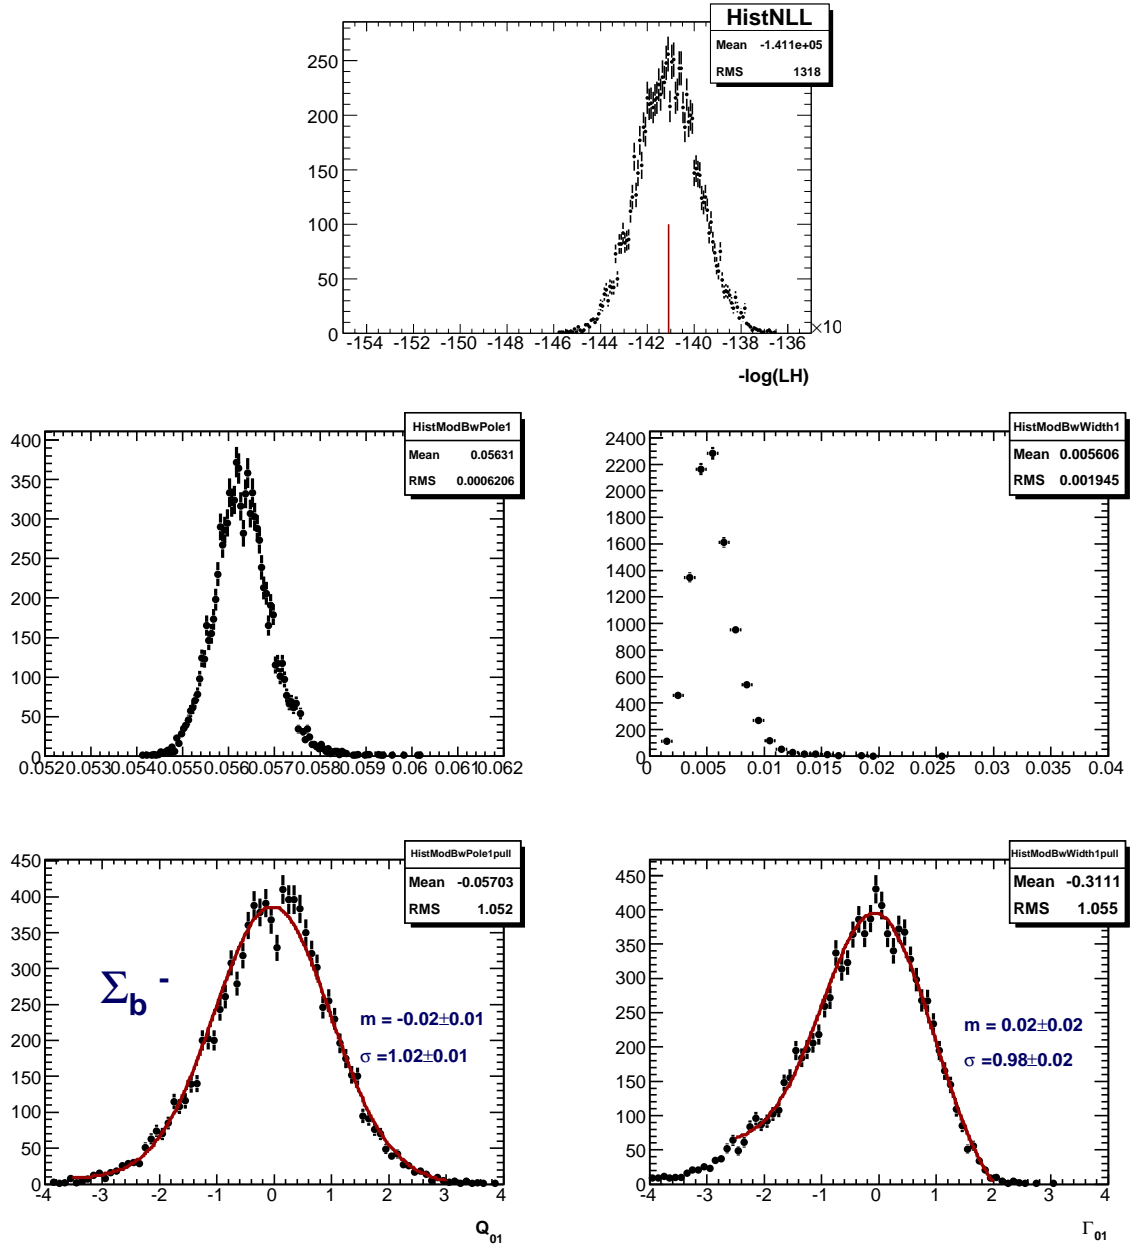 HistNLL
Mean -1.411e+05
RMS 1318
250
200
150
100
50
0
-154 -152 -150 -148 -146 -144 -142 -141 -140 -138 -136
×10
-log(LH)
HistModBwPole1
Mean 0.05631
RMS 0.0006206
400
350
300
250
200
150
100
50
0
0.052 0.053 0.054 0.055 0.056 0.057 0.058 0.059 0.06 0.061 0.062
HistModBwWidth1
Mean 0.005606
RMS 0.001945
2400
2200
2000
1800
1600
1400
1200
1000
800
600
400
200
0
0 0.005 0.01 0.015 0.02 0.025 0.03 0.035 0.04
HistModBwPole1pull
Mean -0.05703
RMS 1.052
450
400
350
300
250
200
150
100
50
0
Σb -
m = -0.02±0.01
σ =1.02±0.01
-4 -3 -2 -1 0 1 2 3 4
Q01
HistModBwWidth1pull
Mean -0.3111
RMS 1.055
450
400
350
300
250
200
150
100
50
0
m = 0.02±0.02
σ =0.98±0.02
-4 -3 -2 -1 0 1 2 3 4
Γ01